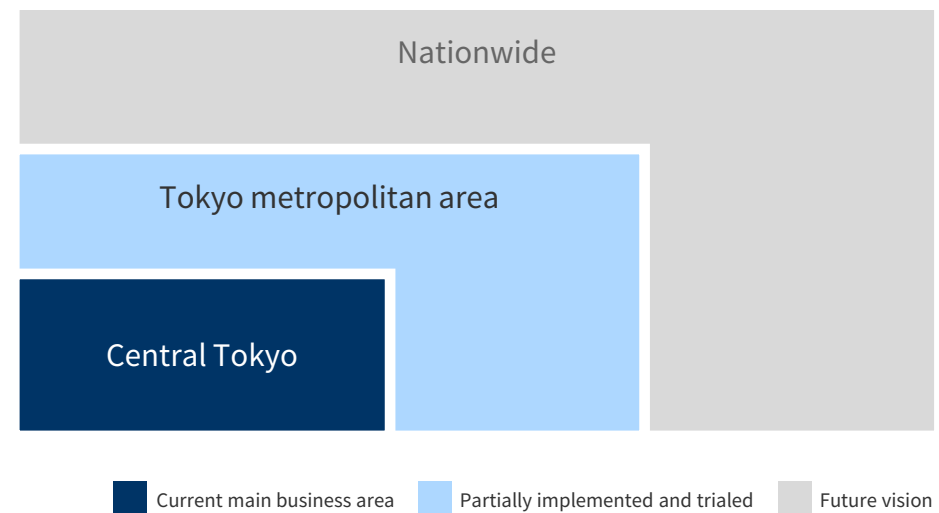 Nationwide
Tokyo metropolitan area
Central Tokyo
Current main business area
Partially implemented and trialed
Future vision